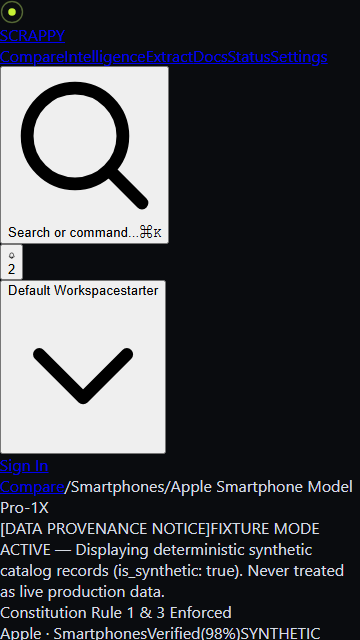 SCRAPPY
CompareIntelligenceExtractDocsStatusSettings
Search or command...⌘K
2
Default Workspacestarter
Sign In
Compare/Smartphones/Apple Smartphone Model
Pro-1X
[DATA PROVENANCE NOTICE]FIXTURE MODE
ACTIVE — Displaying deterministic synthetic
catalog records (is_synthetic: true). Never treated
as live production data.
Constitution Rule 1 & 3 Enforced
Apple · SmartphonesVerified(98%)SYNTHETIC